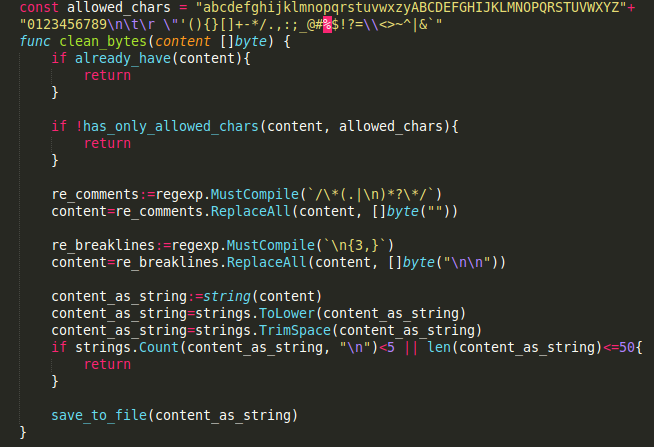 const allowed_chars = "abcdefghijklmnopqrstuvwxzyABCDEFGHIJKLMNOPQRSTUVWXYZ"+
"0123456789\n\t\r \"'(){}[]+-*/.,:;_@#%$!?=\\<>~^|&`"
func clean_bytes(content []byte) {
    if already_have(content){
        return
    }

    if !has_only_allowed_chars(content, allowed_chars){
        return
    }

    re_comments:=regexp.MustCompile(`/\*(.|\n)*?\*/`)
    content=re_comments.ReplaceAll(content, []byte(""))

    re_breaklines:=regexp.MustCompile(`\n{3,}`)
    content=re_breaklines.ReplaceAll(content, []byte("\n\n"))

    content_as_string:=string(content)
    content_as_string=strings.ToLower(content_as_string)
    content_as_string=strings.TrimSpace(content_as_string)
    if strings.Count(content_as_string, "\n")<5 || len(content_as_string)<=50{
        return
    }

    save_to_file(content_as_string)
}